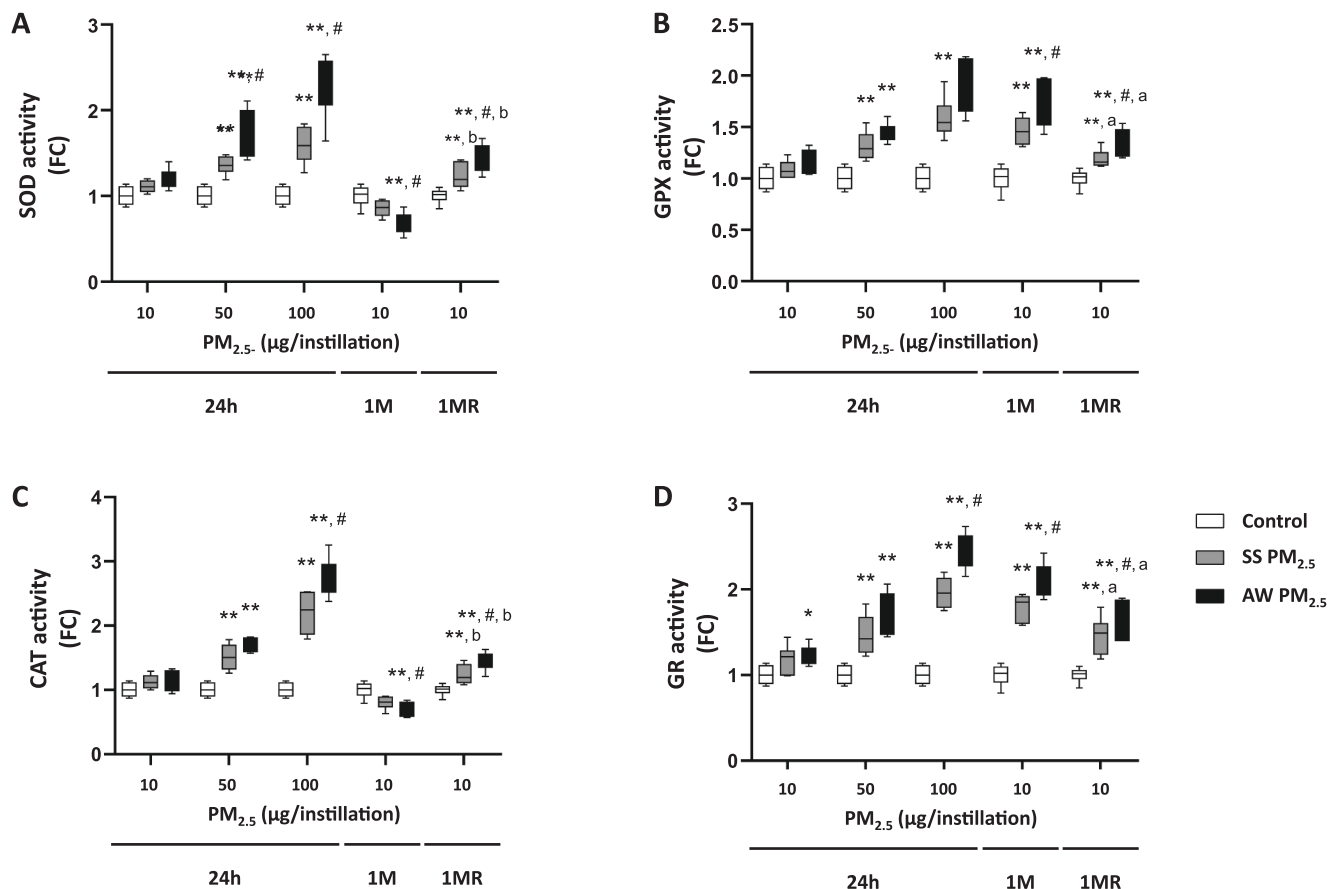 A
SOD activity
(FC)
3
2
1
0
**
**
**, #
**
**, #
**, #
**, b
**, #, b
10
50
100
10
10
PM2.5- (µg/instillation)
24h
1M
1MR
B
GPX activity
(FC)
2.5
2.0
1.5
1.0
0.5
0.0
**
**
**
**
**, #
**, a
**, #, a
10
50
100
10
10
PM2.5- (µg/instillation)
24h
1M
1MR
C
CAT activity
(FC)
4
3
2
1
0
**
**
**
**, #
**, #
**, b
**, #, b
10
50
100
10
10
PM2.5 (µg/instillation)
24h
1M
1MR
D
GR activity
(FC)
3
2
1
0
*
**
**
**
**, #
**
**, #
**, a
**, #, a
10
50
100
10
10
PM2.5 (µg/instillation)
24h
1M
1MR
Control
SS PM2.5
AW PM2.5